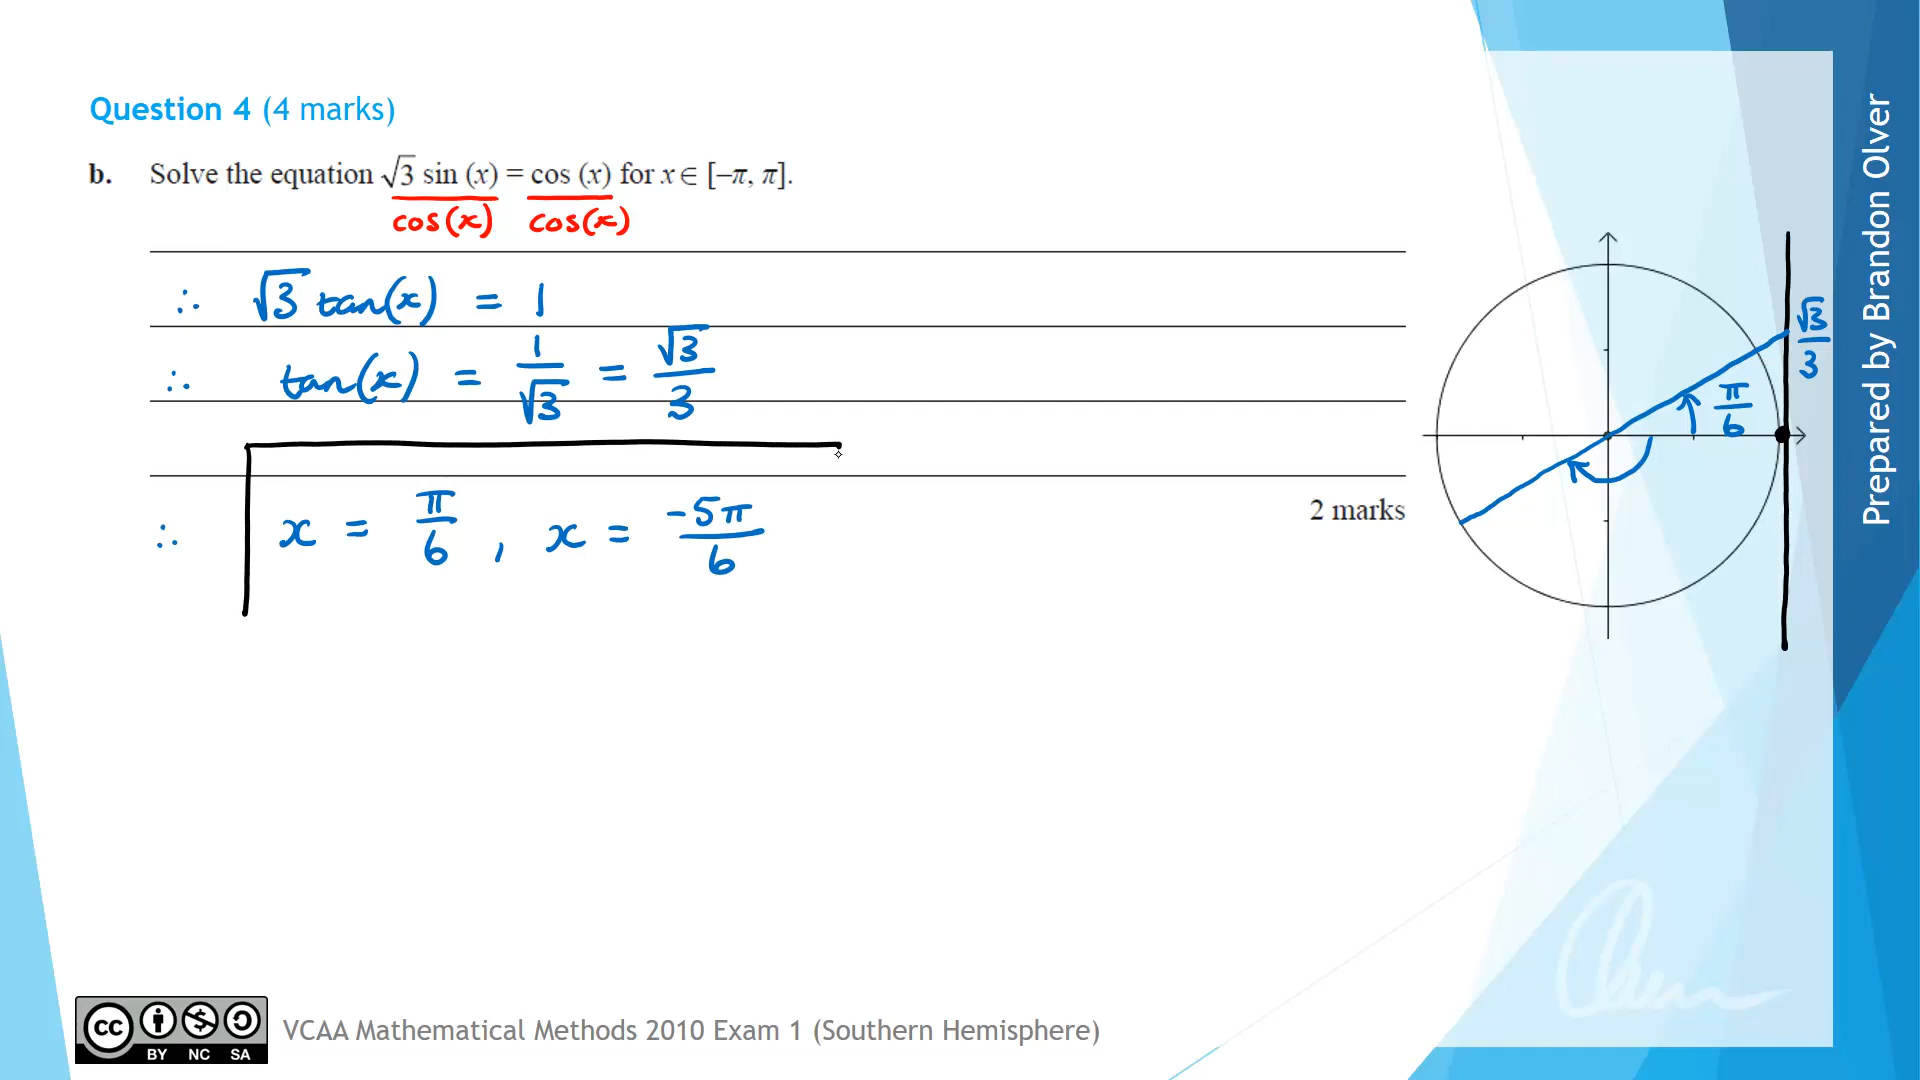 Question 4 (4 marks)
b. Solve the equation √3 sin (x) = cos (x) for x ∈ [–π, π].
cos(x) cos(x)
∴ √3 tan(x) = 1
∴ tan(x) = 1/√3 = √3/3
∴ x = π/6 , x = -5π/6
2 marks
√3/3
π/6
Prepared by Brandon Olver
CC BY NC SA
VCAA Mathematical Methods 2010 Exam 1 (Southern Hemisphere)